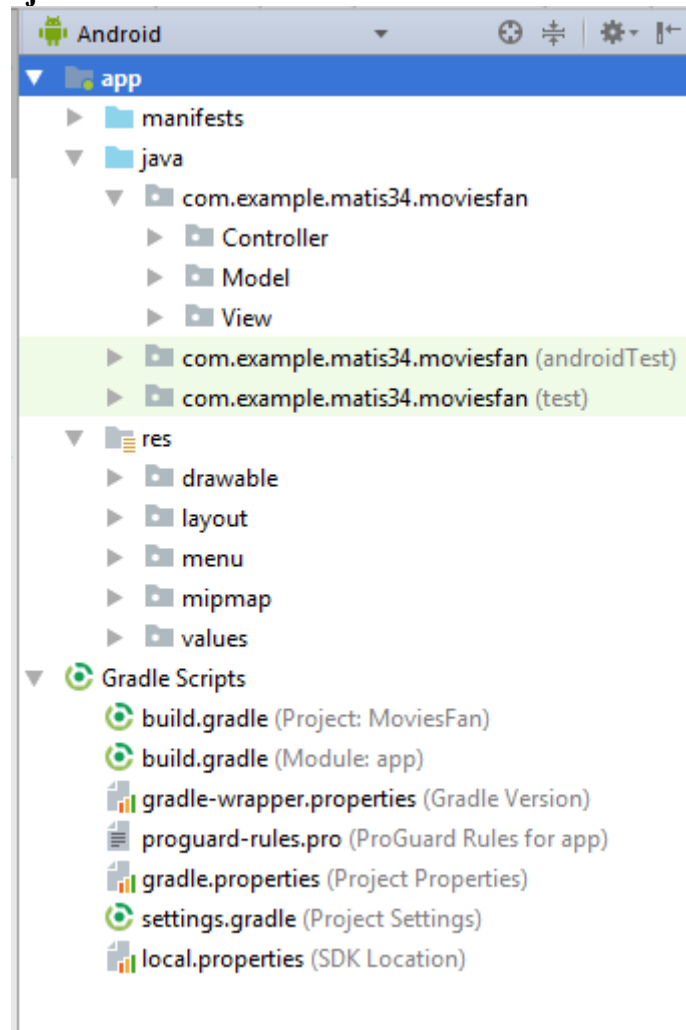 Android
app
manifests
java
com.example.matis34.moviesfan
Controller
Model
View
com.example.matis34.moviesfan (androidTest)
com.example.matis34.moviesfan (test)
res
drawable
layout
menu
mipmap
values
Gradle Scripts
build.gradle (Project: MoviesFan)
build.gradle (Module: app)
gradle-wrapper.properties (Gradle Version)
proguard-rules.pro (ProGuard Rules for app)
gradle.properties (Project Properties)
settings.gradle (Project Settings)
local.properties (SDK Location)